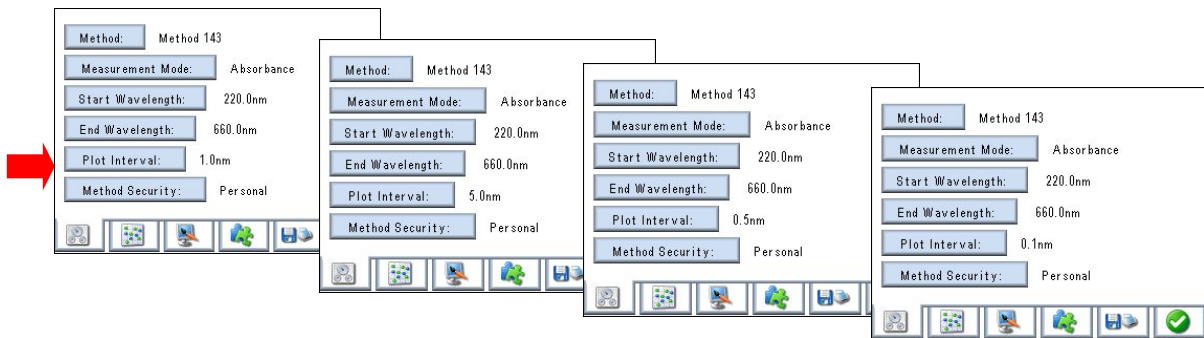 Method: Method 143
Measurement Mode: Absorbance
Start Wavelength: 220.0nm
End Wavelength: 660.0nm
Plot Interval: 1.0nm
Method Security: Personal
Method: Method 143
Measurement Mode: Absorbance
Start Wavelength: 220.0nm
End Wavelength: 660.0nm
Plot Interval: 5.0nm
Method Security: Personal
Method: Method 143
Measurement Mode: Absorbance
Start Wavelength: 220.0nm
End Wavelength: 660.0nm
Plot Interval: 0.5nm
Method Security: Personal
Method: Method 143
Measurement Mode: Absorbance
Start Wavelength: 220.0nm
End Wavelength: 660.0nm
Plot Interval: 0.1nm
Method Security: Personal